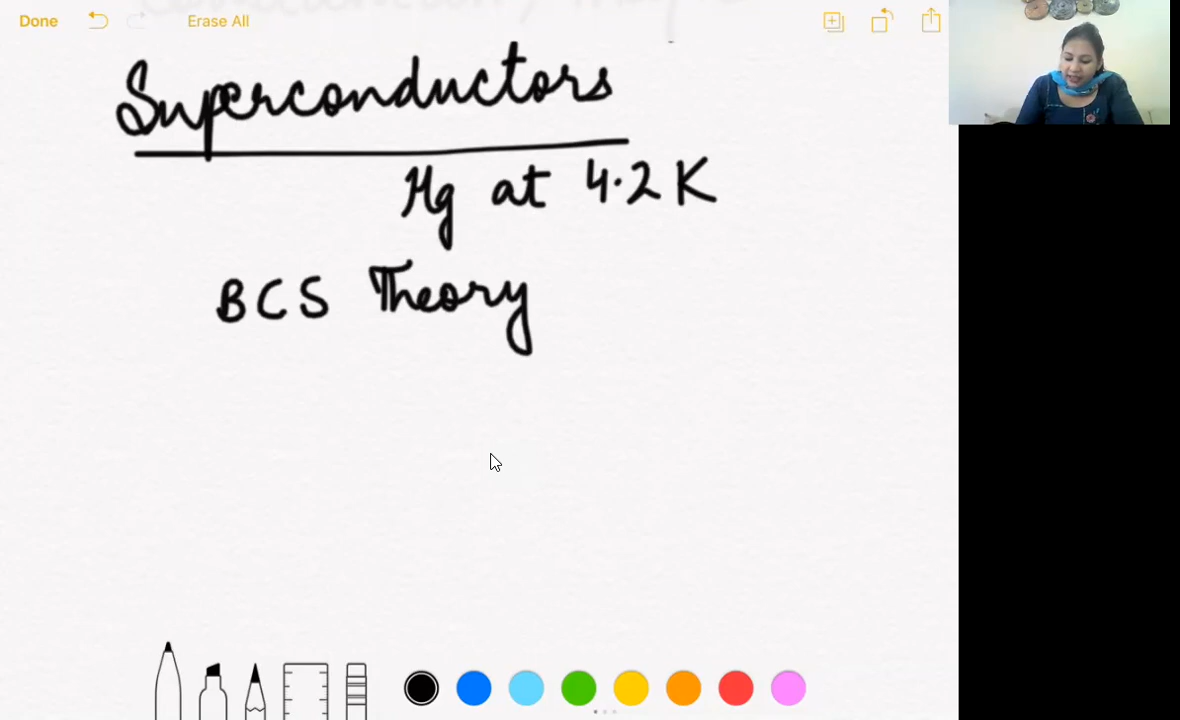 Done
Erase All
Superconductors
Hg at 4.2 K
BCS Theory